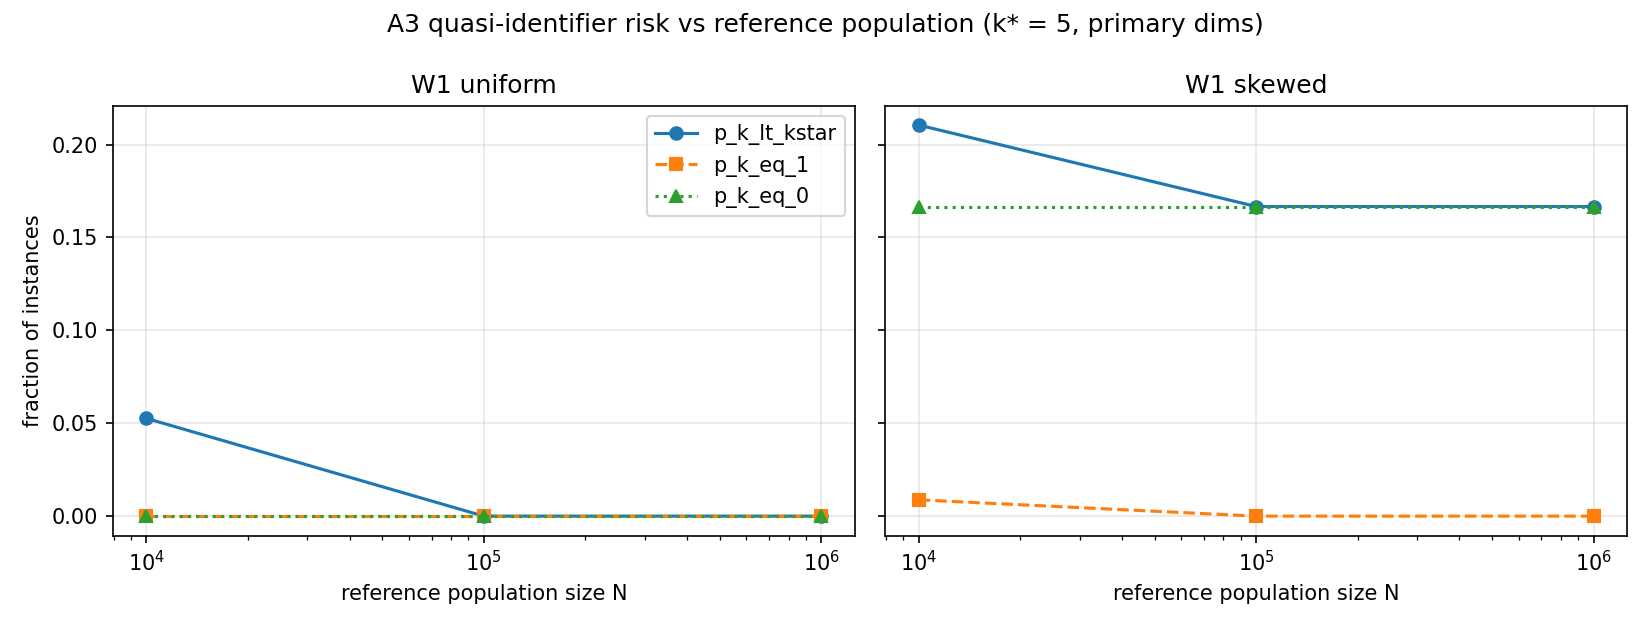 A3 quasi-identifier risk vs reference population (k* = 5, primary dims)
W1 uniform
W1 skewed
fraction of instances
0.20
0.15
0.10
0.05
0.00
p_k_lt_kstar
p_k_eq_1
p_k_eq_0
10⁴ 10⁵ 10⁶
10⁴ 10⁵ 10⁶
reference population size N
reference population size N